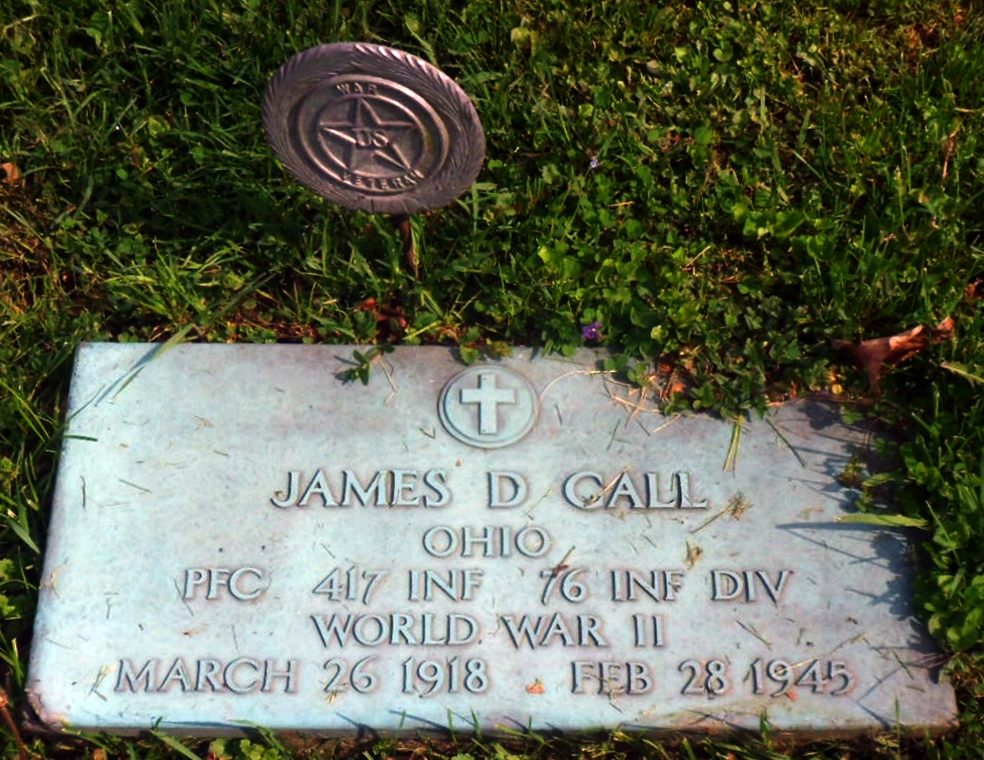 WAR
US
VETERAN
JAMES D CALL
OHIO
PFC 417 INF 76 INF DIV
WORLD WAR II
MARCH 26 1918 FEB 28 1945